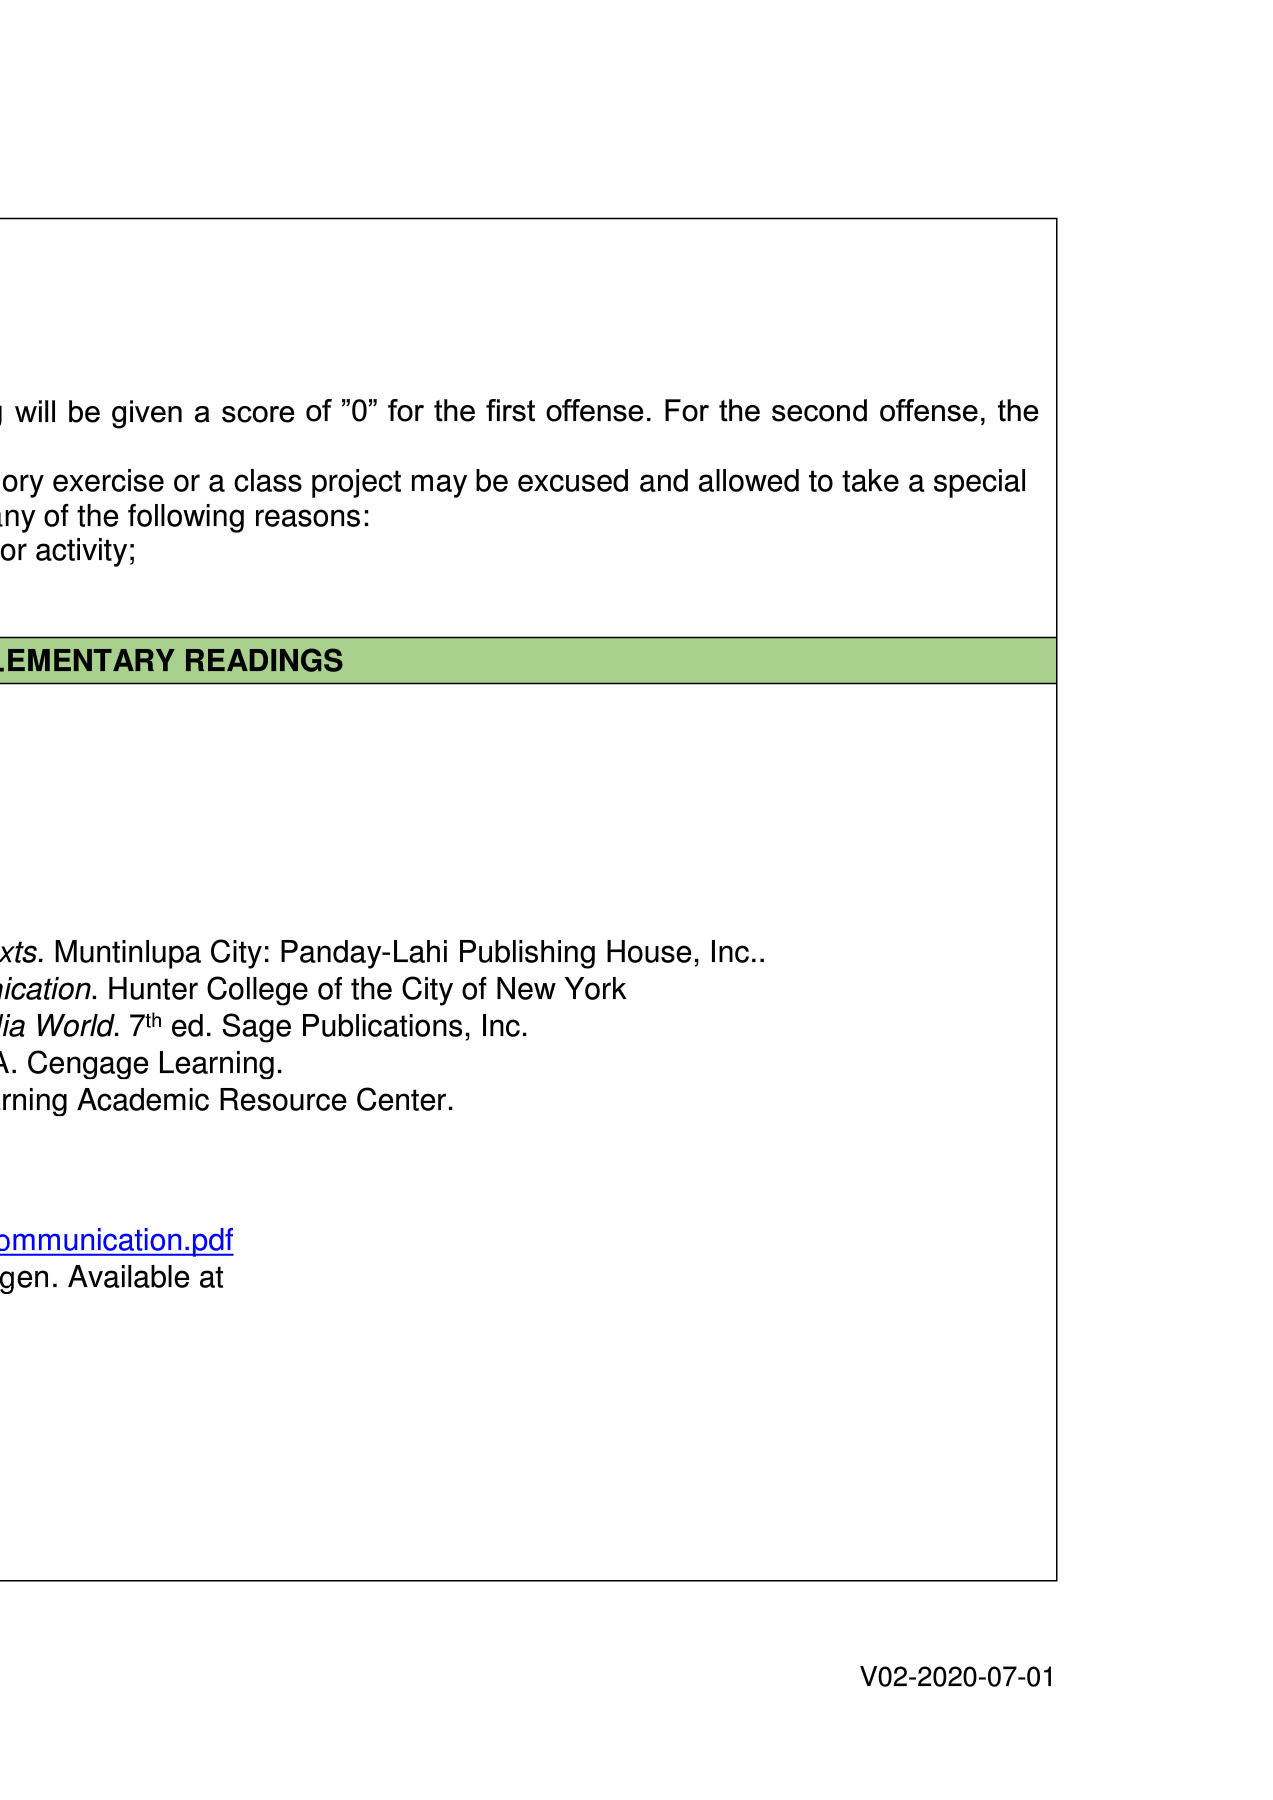 will be given a score of ”0” for the first offense. For the second offense, the
ory exercise or a class project may be excused and allowed to take a special
any of the following reasons:
or activity;
LEMENTARY READINGS
xts. Muntinlupa City: Panday-Lahi Publishing House, Inc..
nication. Hunter College of the City of New York
dia World. 7th ed. Sage Publications, Inc.
A. Cengage Learning.
rning Academic Resource Center.
ommunication.pdf
gen. Available at
V02-2020-07-01